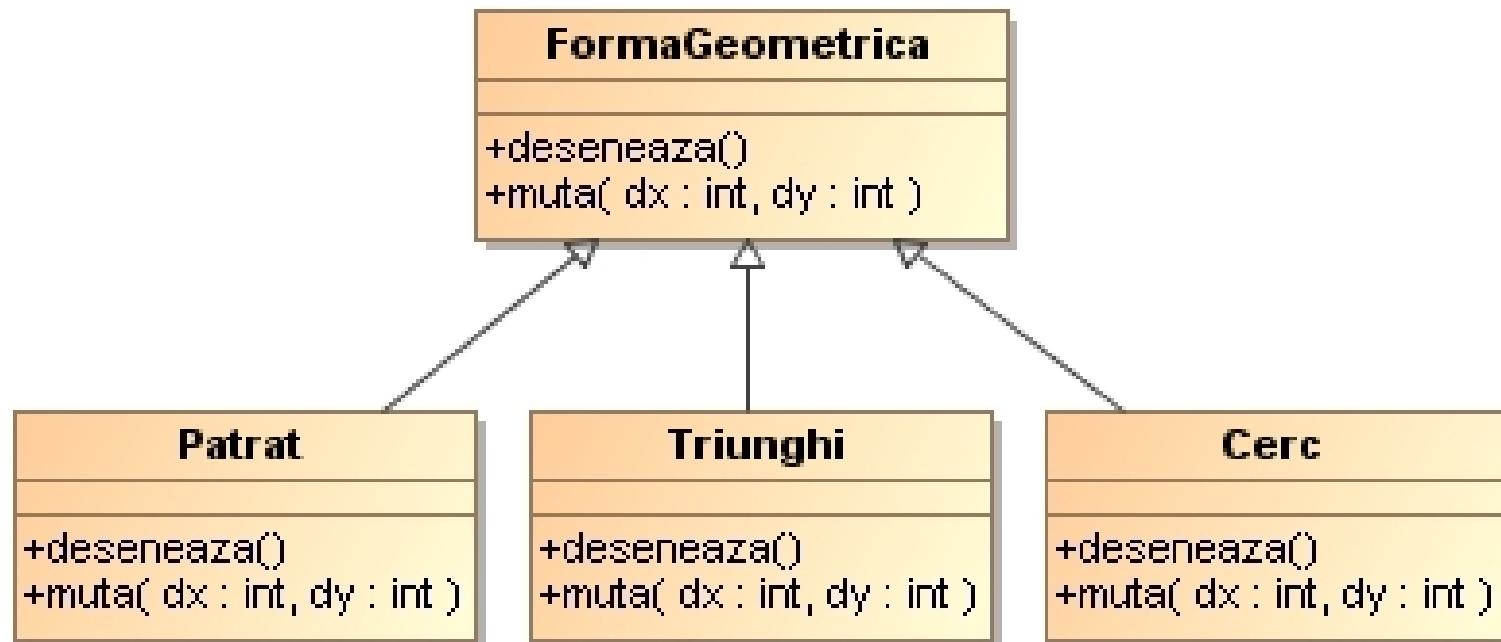 FormaGeometrica
+deseneaza()
+muta( dx : int, dy : int )
Patrat
+deseneaza()
+muta( dx : int, dy : int )
Triunghi
+deseneaza()
+muta( dx : int, dy : int )
Cerc
+deseneaza()
+muta( dx : int, dy : int )